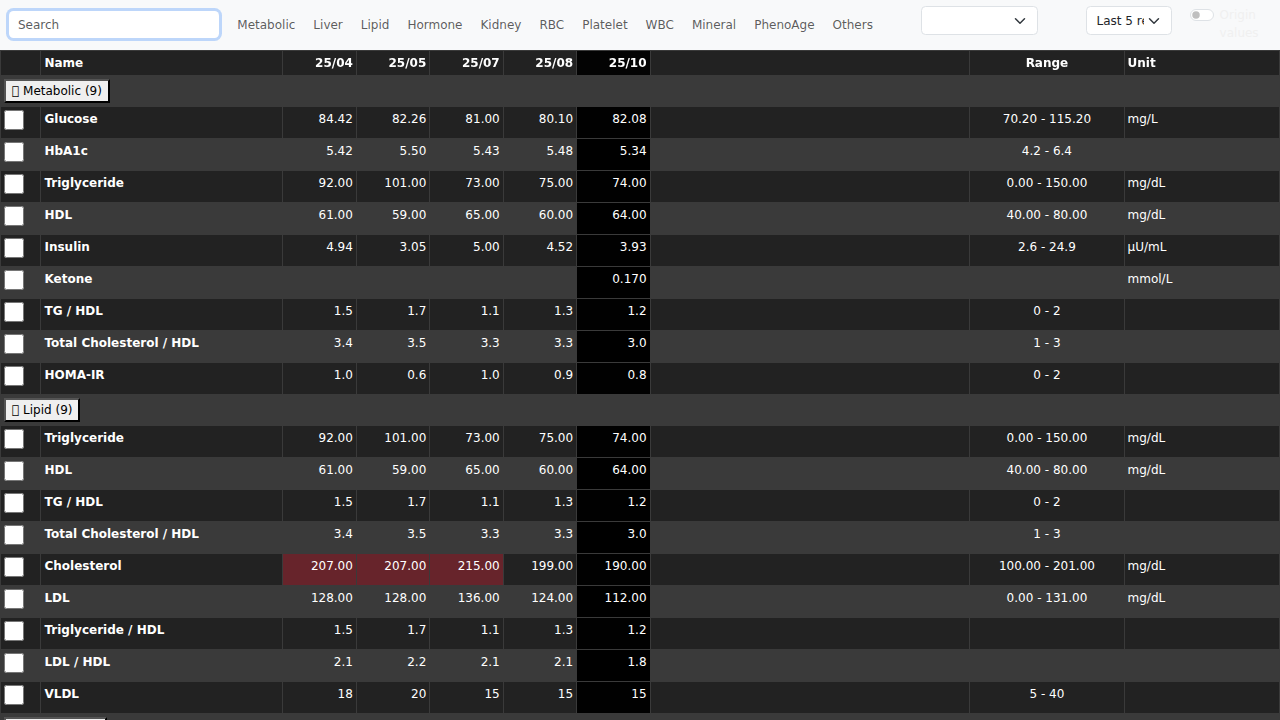 Search Metabolic Liver Lipid Hormone Kidney RBC Platelet WBC Mineral PhenoAge Others Last 5 re Origin
Values
Name 25/04 25/05 25/07 25/08 25/10 Range Unit
Metabolic (9)
Glucose 84.42 82.26 81.00 80.10 82.08 70.20 - 115.20 mg/L
HbA1c 5.42 5.50 5.43 5.48 5.34 4.2 - 6.4
Triglyceride 92.00 101.00 73.00 75.00 74.00 0.00 - 150.00 mg/dL
HDL 61.00 59.00 65.00 60.00 64.00 40.00 - 80.00 mg/dL
Insulin 4.94 3.05 5.00 4.52 3.93 2.6 - 24.9 µU/mL
Ketone 0.170 mmol/L
TG / HDL 1.5 1.7 1.1 1.3 1.2 0 - 2
Total Cholesterol / HDL 3.4 3.5 3.3 3.3 3.0 1 - 3
HOMA-IR 1.0 0.6 1.0 0.9 0.8 0 - 2
Lipid (9)
Triglyceride 92.00 101.00 73.00 75.00 74.00 0.00 - 150.00 mg/dL
HDL 61.00 59.00 65.00 60.00 64.00 40.00 - 80.00 mg/dL
TG / HDL 1.5 1.7 1.1 1.3 1.2 0 - 2
Total Cholesterol / HDL 3.4 3.5 3.3 3.3 3.0 1 - 3
Cholesterol 207.00 207.00 215.00 199.00 190.00 100.00 - 201.00 mg/dL
LDL 128.00 128.00 136.00 124.00 112.00 0.00 - 131.00 mg/dL
Triglyceride / HDL 1.5 1.7 1.1 1.3 1.2
LDL / HDL 2.1 2.2 2.1 2.1 1.8
VLDL 18 20 15 15 15 5 - 40